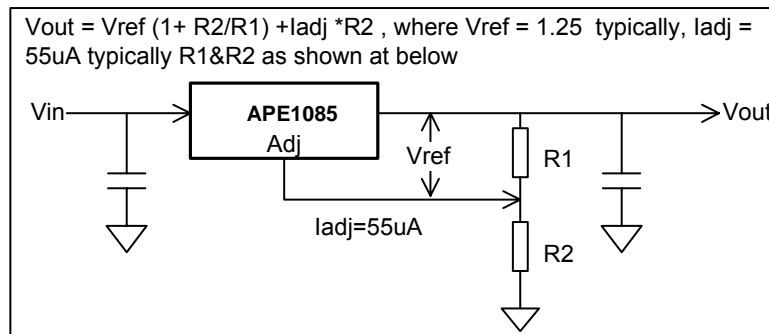 Vout = Vref (1+ R2/R1) +Iadj *R2 , where Vref = 1.25  typically, Iadj =
55uA typically R1&R2 as shown at below
Vin
APE1085
Vout
Adj
Vref
R1
Iadj=55uA
R2